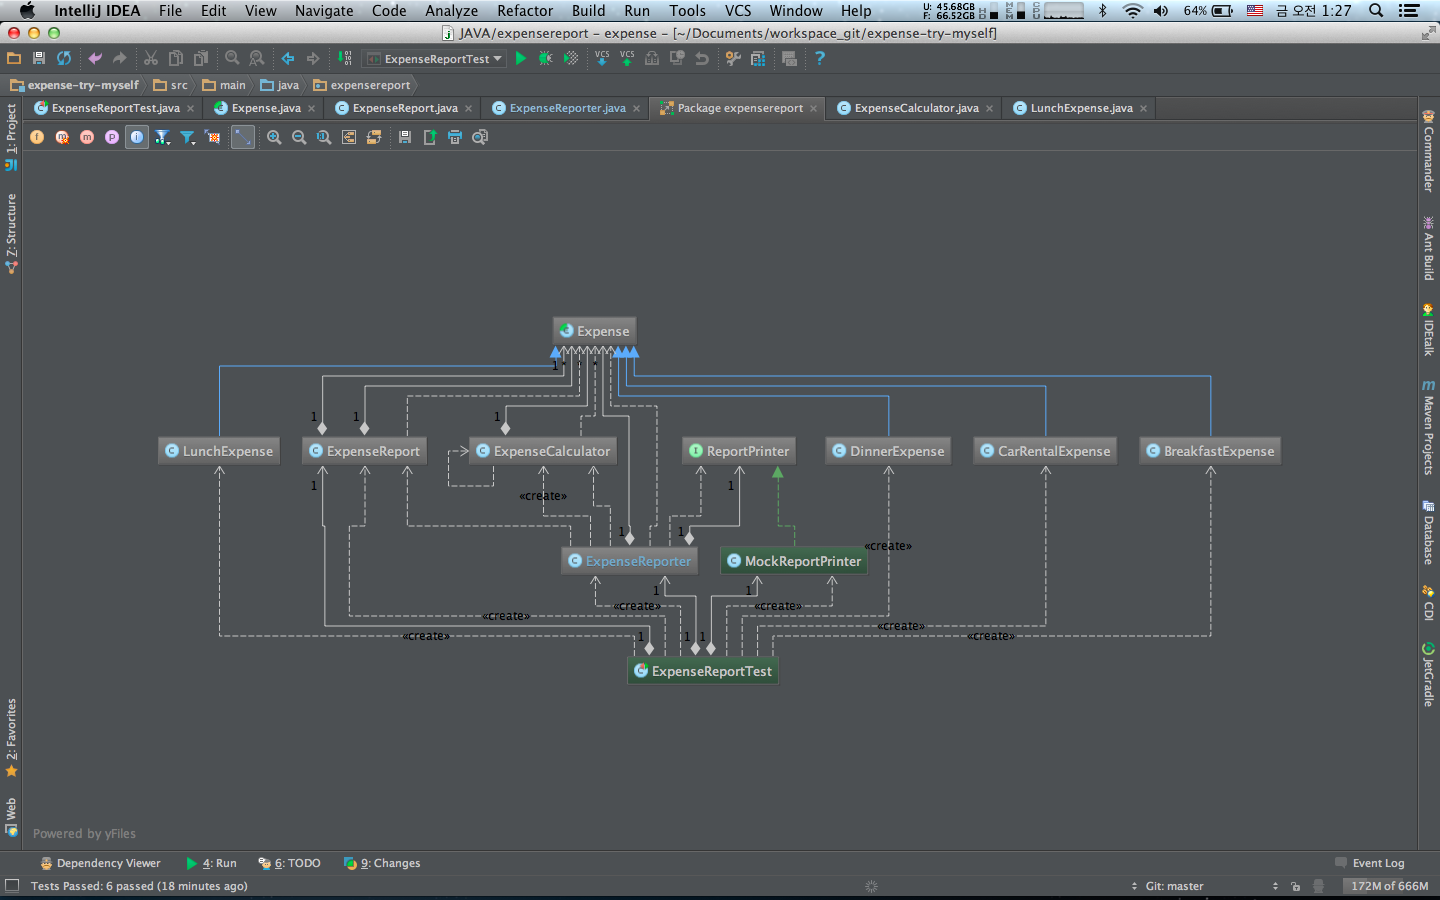 IntelliJ IDEA File Edit View Navigate Code Analyze Refactor Build Run Tools VCS Window Help U: 45.68GB F: 66.52GB HD MEM CPU 64% 금 오전 1:27
JAVA/expensereport – expense – [~/Documents/workspace_git/expense-try-myself]
ExpenseReportTest VCS VCS
expense-try-myself src main java expensereport
ExpenseReportTest.java Expense.java ExpenseReport.java ExpenseReporter.java Package expensereport ExpenseCalculator.java LunchExpense.java
1: Project
7: Structure
2: Favorites
Web
Expense
1 * *
1 1 1
LunchExpense ExpenseReport ExpenseCalculator ReportPrinter DinnerExpense CarRentalExpense BreakfastExpense
1 «create» 1
1 1
«create»
ExpenseReporter MockReportPrinter
1 1
«create» «create»
«create» «create»
«create» 1 1 1 «create»
ExpenseReportTest
Commander
Ant Build
IDEtalk
Maven Projects
Database
CDI
JetGradle
Powered by yFiles
Dependency Viewer 4: Run 6: TODO 9: Changes Event Log
Tests Passed: 6 passed (18 minutes ago) Git: master 172M of 666M